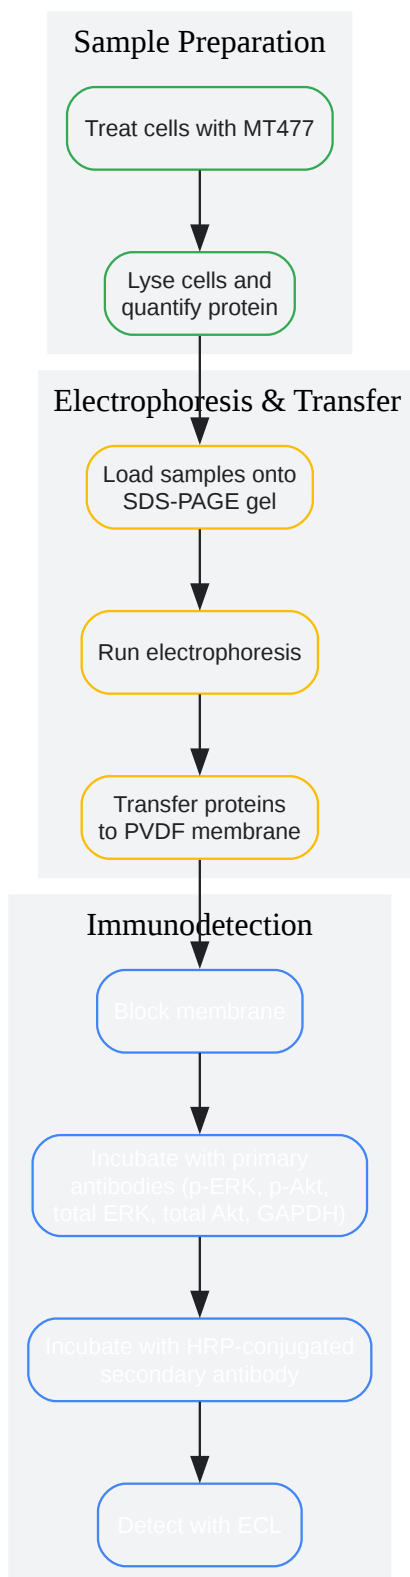 Sample Preparation
Treat cells with MT477
Lyse cells and
quantify protein
Electrophoresis & Transfer
Load samples onto
SDS-PAGE gel
Run electrophoresis
Transfer proteins
to PVDF membrane
Immunodetection
Block membrane
Incubate with primary
antibodies (p-ERK, p-Akt,
total ERK, total Akt, GAPDH)
Incubate with HRP-conjugated
secondary antibody
Detect with ECL